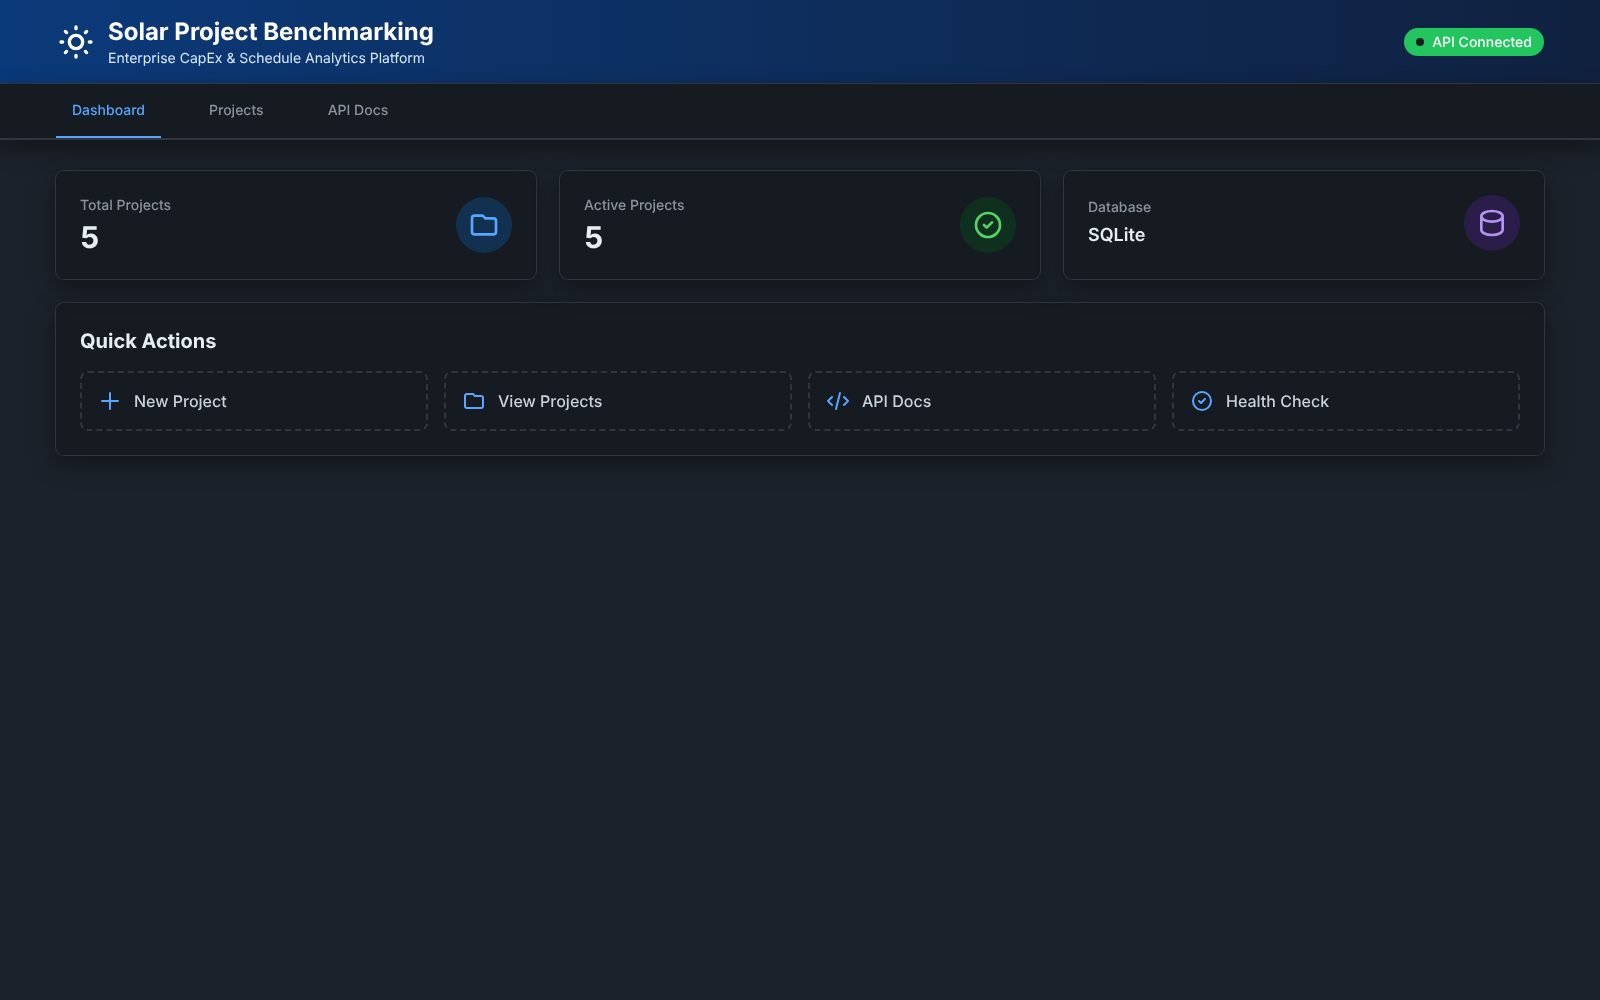 Solar Project Benchmarking
Enterprise CapEx & Schedule Analytics Platform
API Connected
Dashboard
Projects
API Docs
Total Projects
5
Active Projects
5
Database
SQLite
Quick Actions
New Project
View Projects
API Docs
Health Check